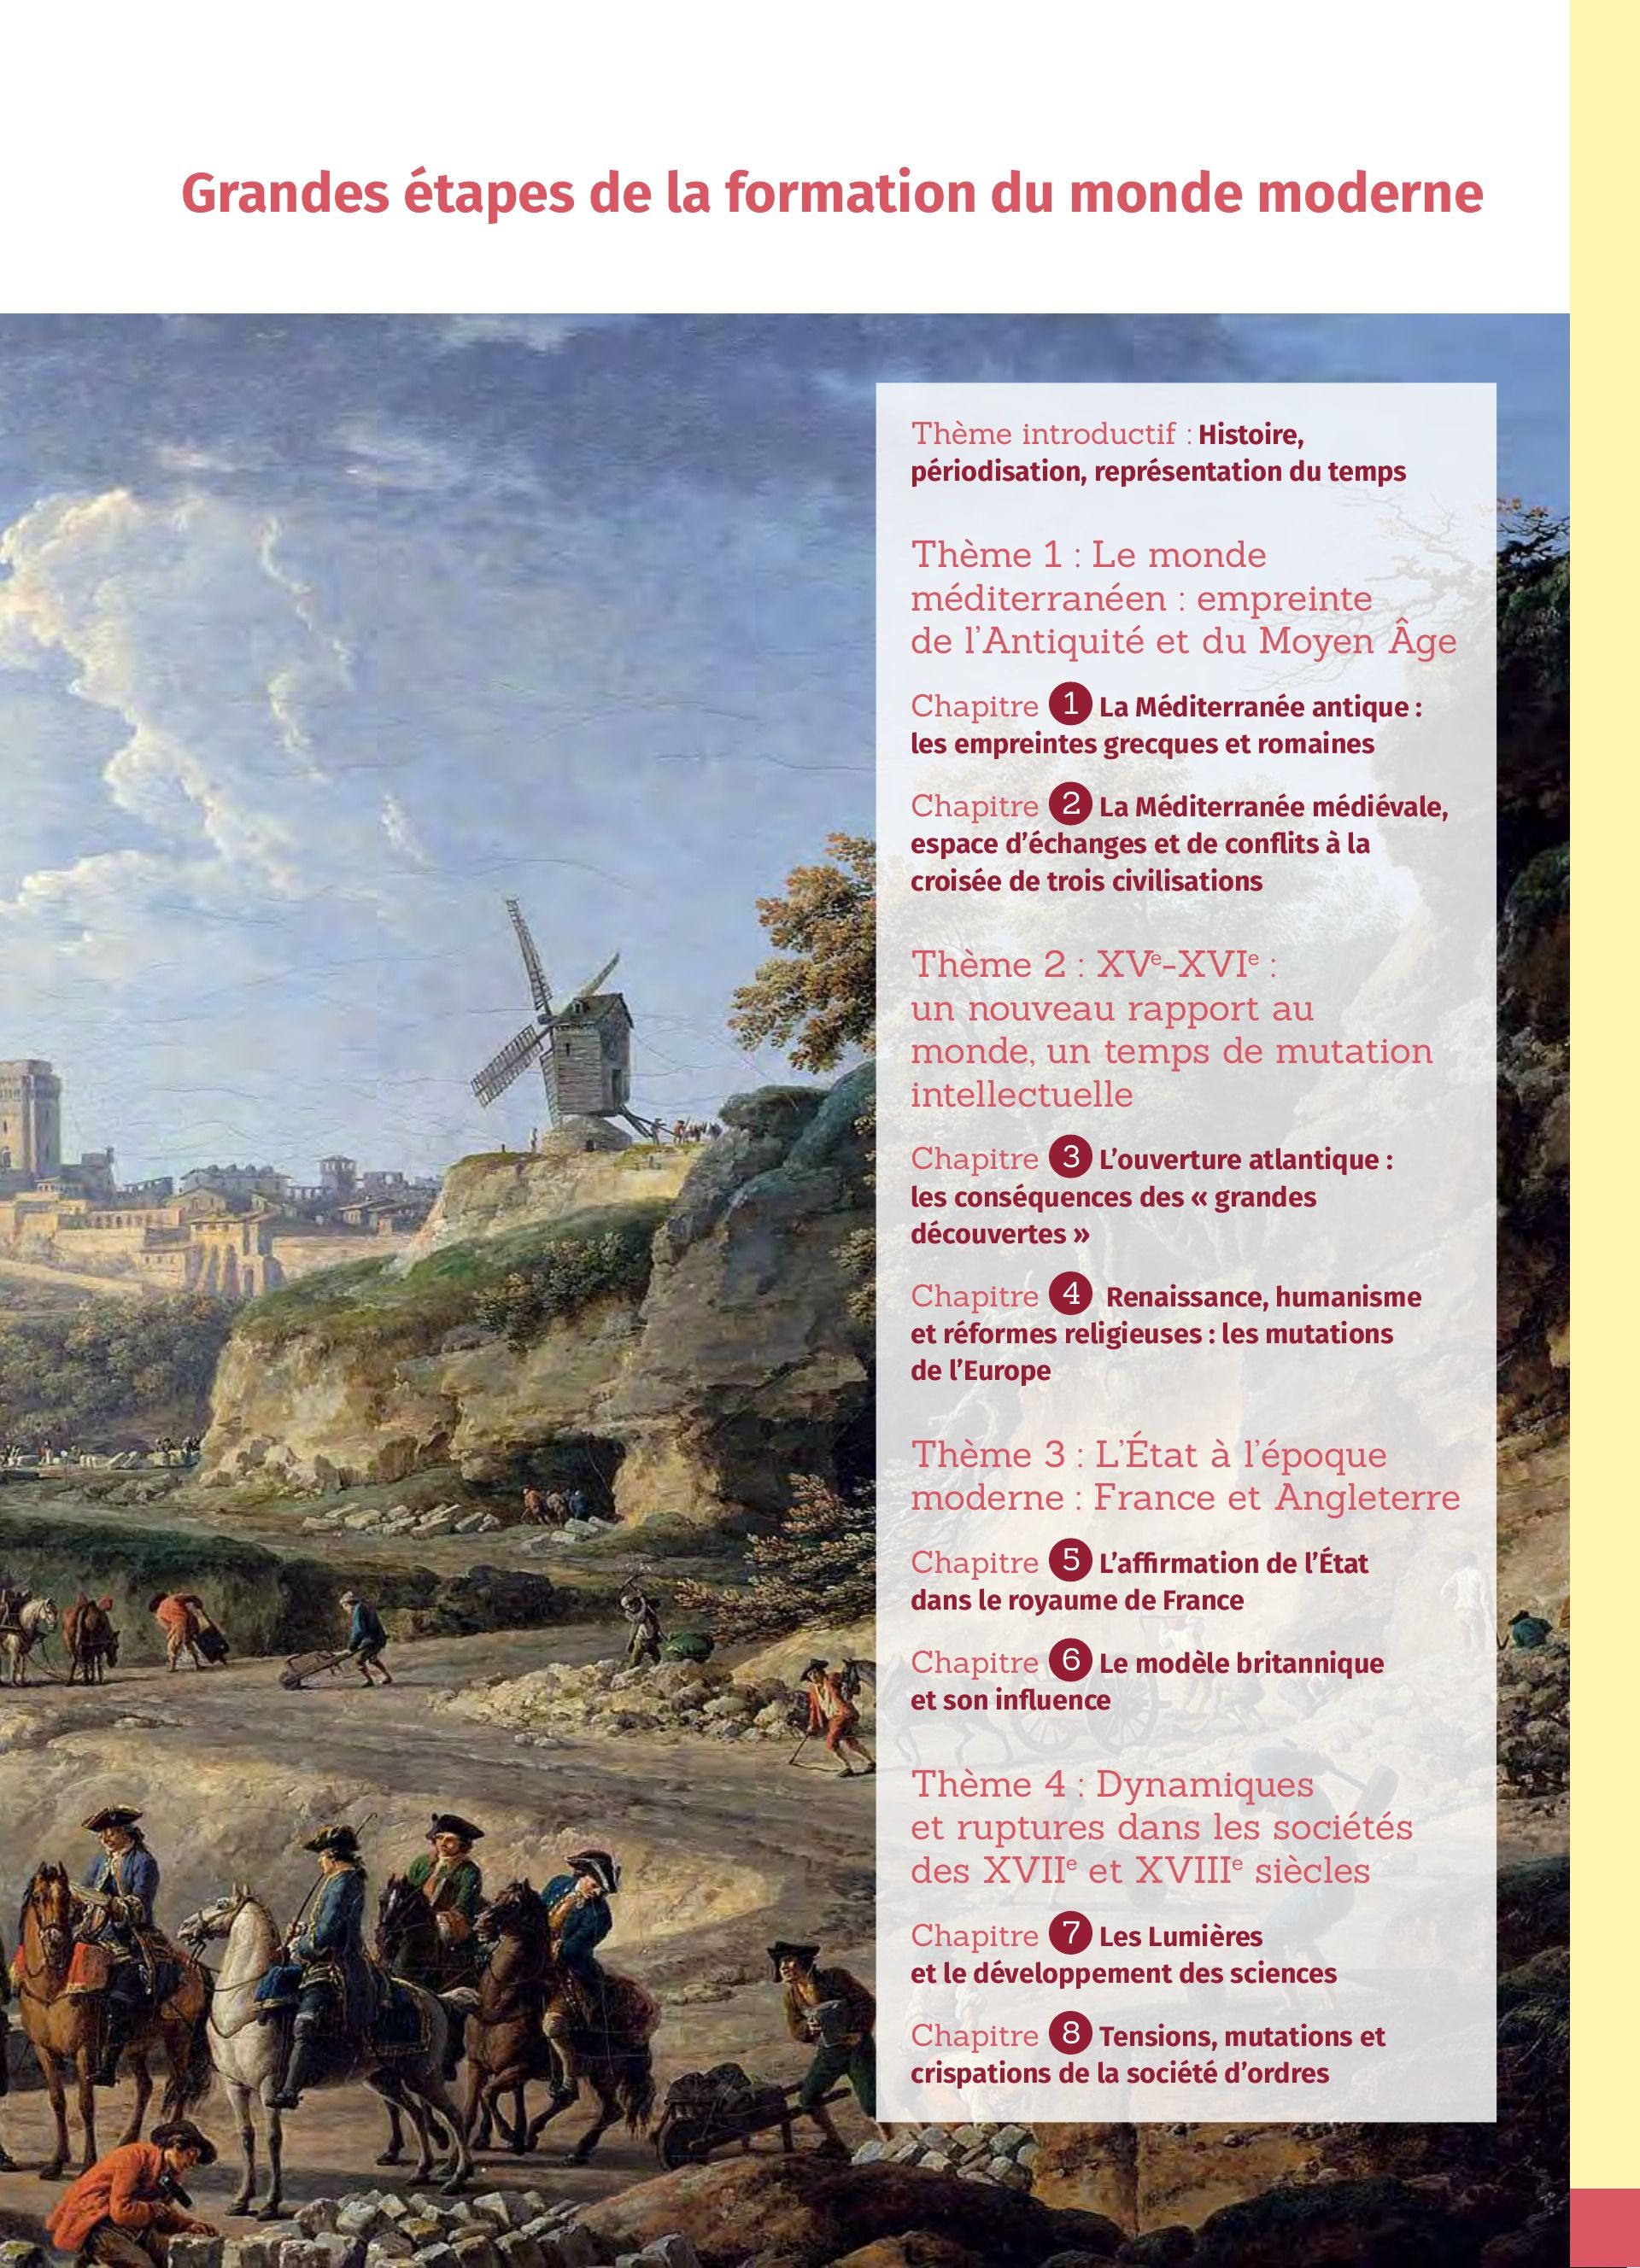 Grandes étapes de la formation du monde moderne
Thème introductif : Histoire,
périodisation, représentation du temps
Thème 1 : Le monde
méditerranéen : empreinte
de l’Antiquité et du Moyen Âge
Chapitre 1 La Méditerranée antique :
les empreintes grecques et romaines
Chapitre 2 La Méditerranée médiévale,
espace d’échanges et de conflits à la
croisée de trois civilisations
Thème 2 : XVᵉ-XVIᵉ :
un nouveau rapport au
monde, un temps de mutation
intellectuelle
Chapitre 3 L’ouverture atlantique :
les conséquences des « grandes
découvertes »
Chapitre 4 Renaissance, humanisme
et réformes religieuses : les mutations
de l’Europe
Thème 3 : L’État à l’époque
moderne : France et Angleterre
Chapitre 5 L’affirmation de l’État
dans le royaume de France
Chapitre 6 Le modèle britannique
et son influence
Thème 4 : Dynamiques
et ruptures dans les sociétés
des XVIIᵉ et XVIIIᵉ siècles
Chapitre 7 Les Lumières
et le développement des sciences
Chapitre 8 Tensions, mutations et
crispations de la société d’ordres